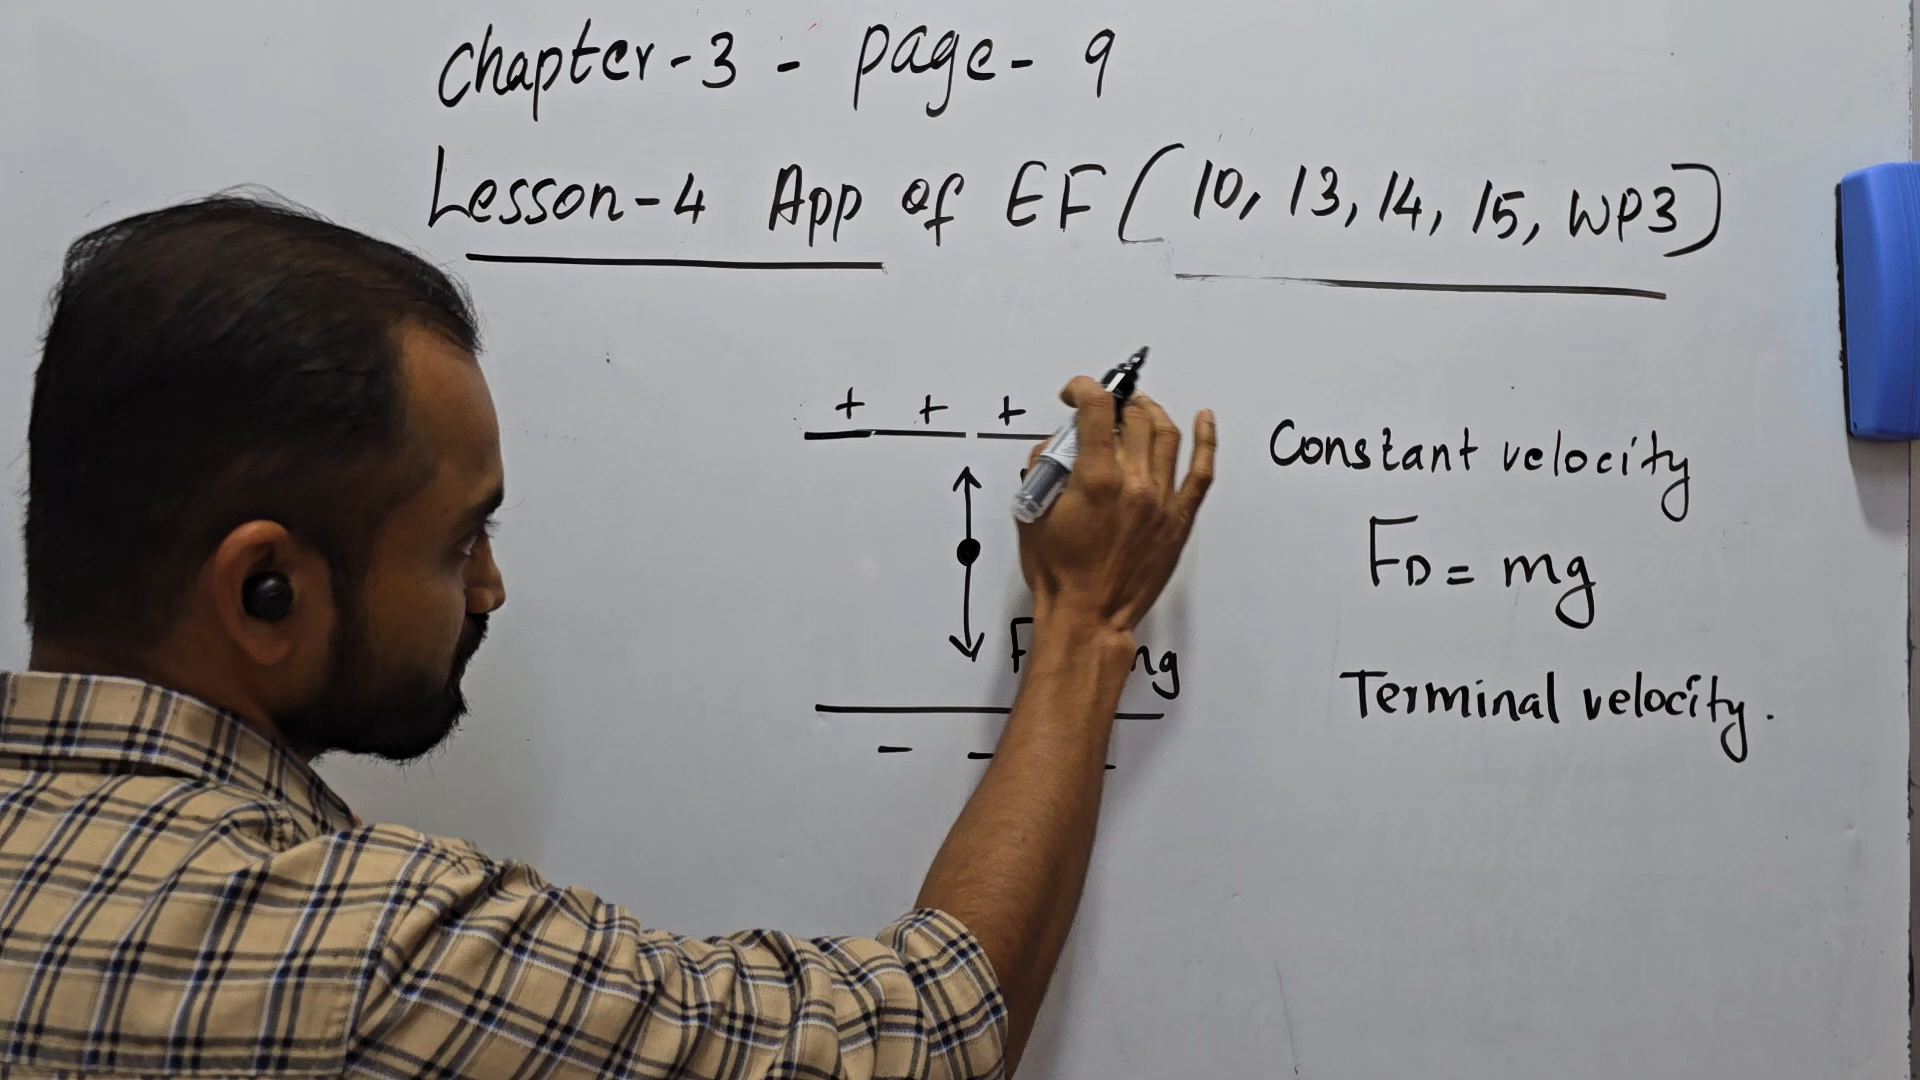 Chapter-3 - page- 9
Lesson-4 App of EF (10, 13, 14, 15, WP3)
+ + +
Constant velocity
FD = mg
F mg
Terminal velocity.
- - -